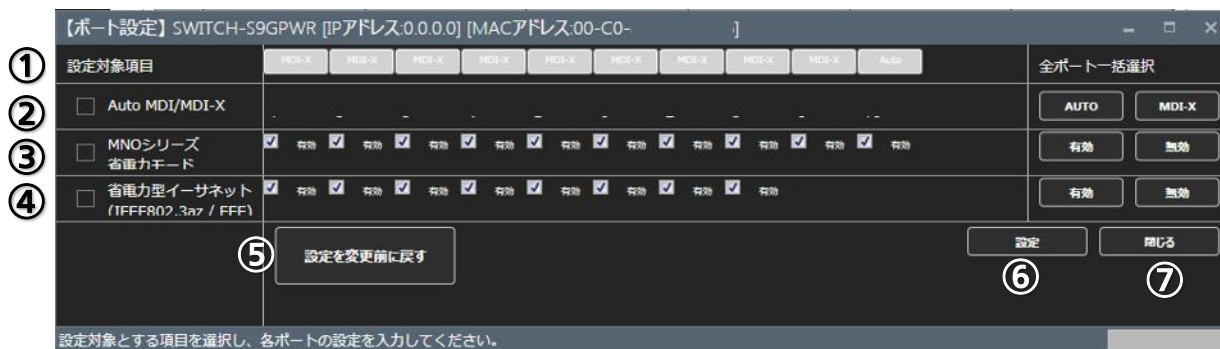 【ポート設定】SWITCH-S9GPWR [IPアドレス:0.0.0.0] [MACアドレス:00-C0- ]
① 設定対象項目 MDI-X MDI-X MDI-X MDI-X MDI-X MDI-X MDI-X MDI-X MDI-X Auto 全ポート一括選択
② Auto MDI/MDI-X AUTO MDI-X
③ MNOシリーズ 有効 有効 有効 有効 有効 有効 有効 有効 有効 有効 有効 無効
省電力モード
④ 省電力型イーサネット 有効 有効 有効 有効 有効 有効 有効 有効 有効 無効
(IEEE802.3az / EEE)
⑤ 設定を変更前に戻す 設定 閉じる
⑥ ⑦
設定対象とする項目を選択し、各ポートの設定を入力してください。